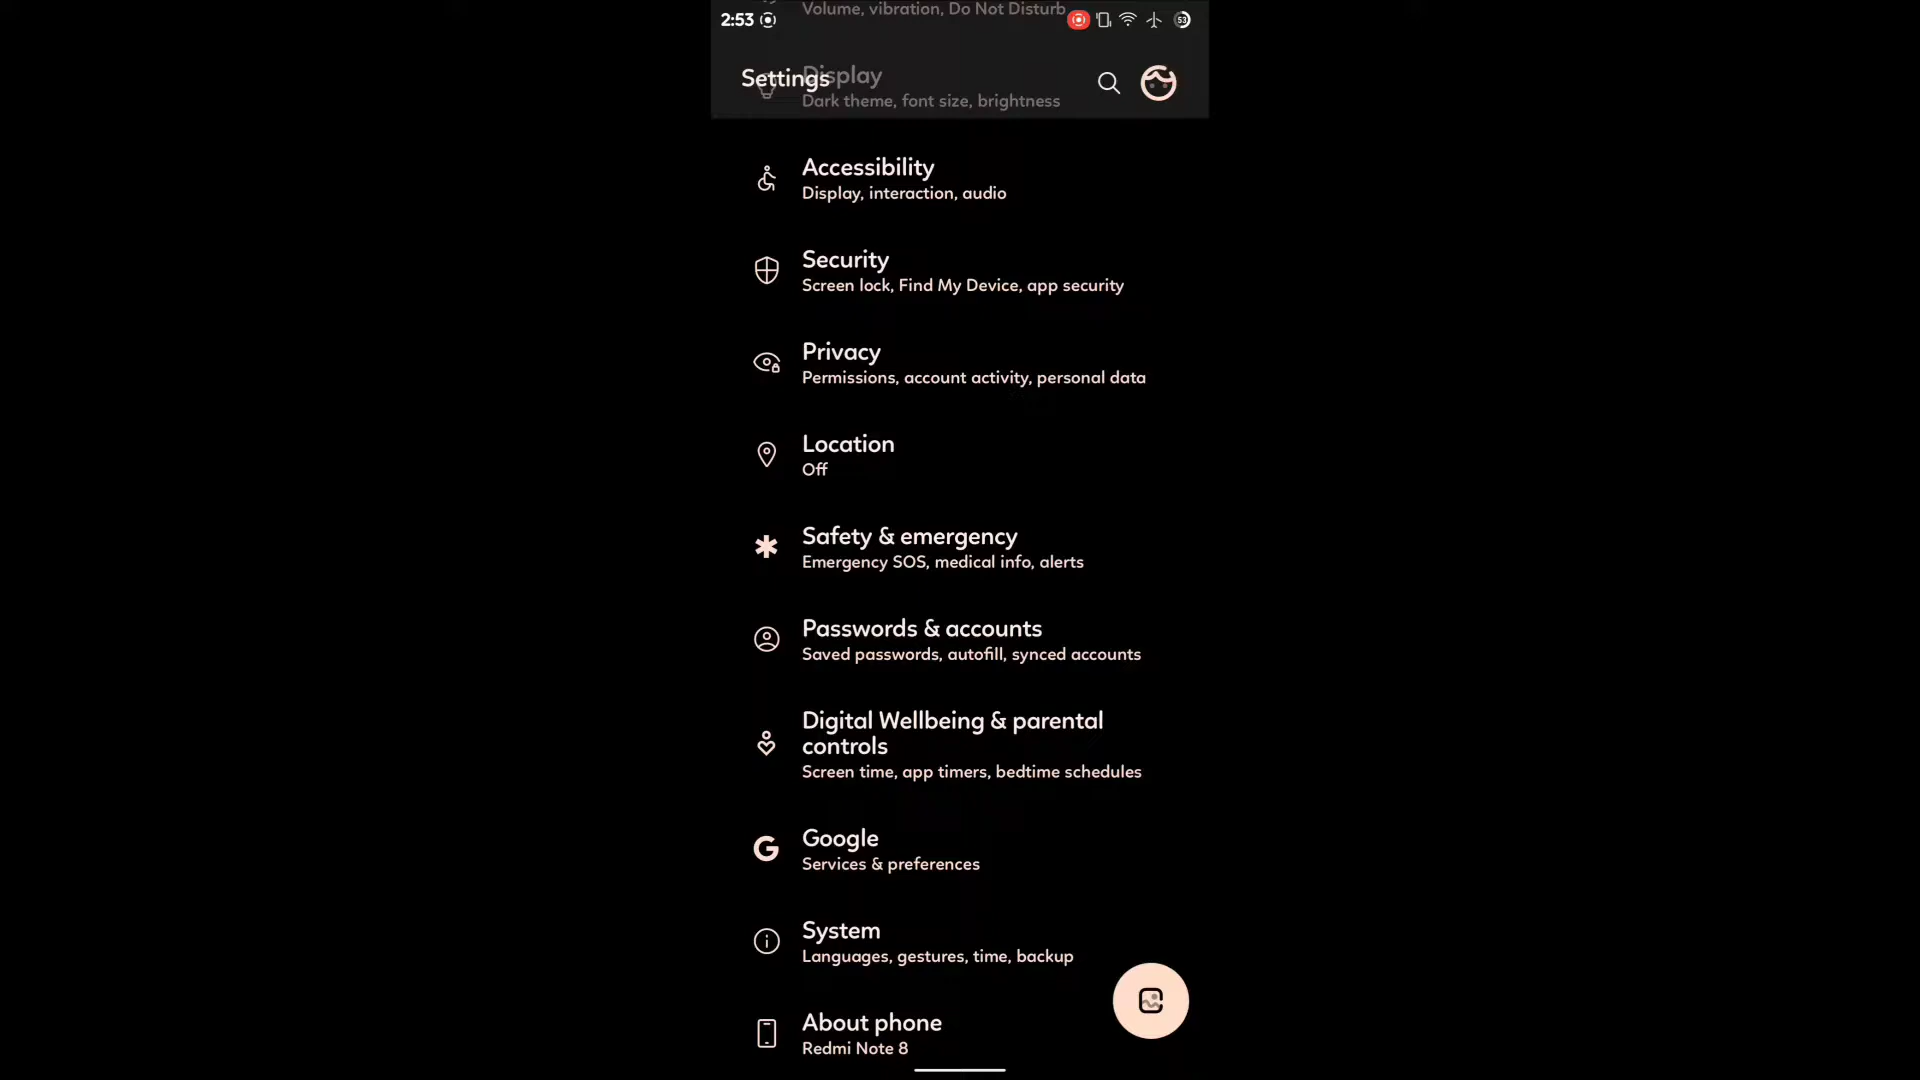 Volume, vibration, Do Not Disturb
2:53
53
Settings
Display
Dark theme, font size, brightness
Accessibility
Display, interaction, audio
Security
Screen lock, Find My Device, app security
Privacy
Permissions, account activity, personal data
Location
Off
Safety & emergency
Emergency SOS, medical info, alerts
Passwords & accounts
Saved passwords, autofill, synced accounts
Digital Wellbeing & parental
controls
Screen time, app timers, bedtime schedules
Google
Services & preferences
System
Languages, gestures, time, backup
About phone
Redmi Note 8